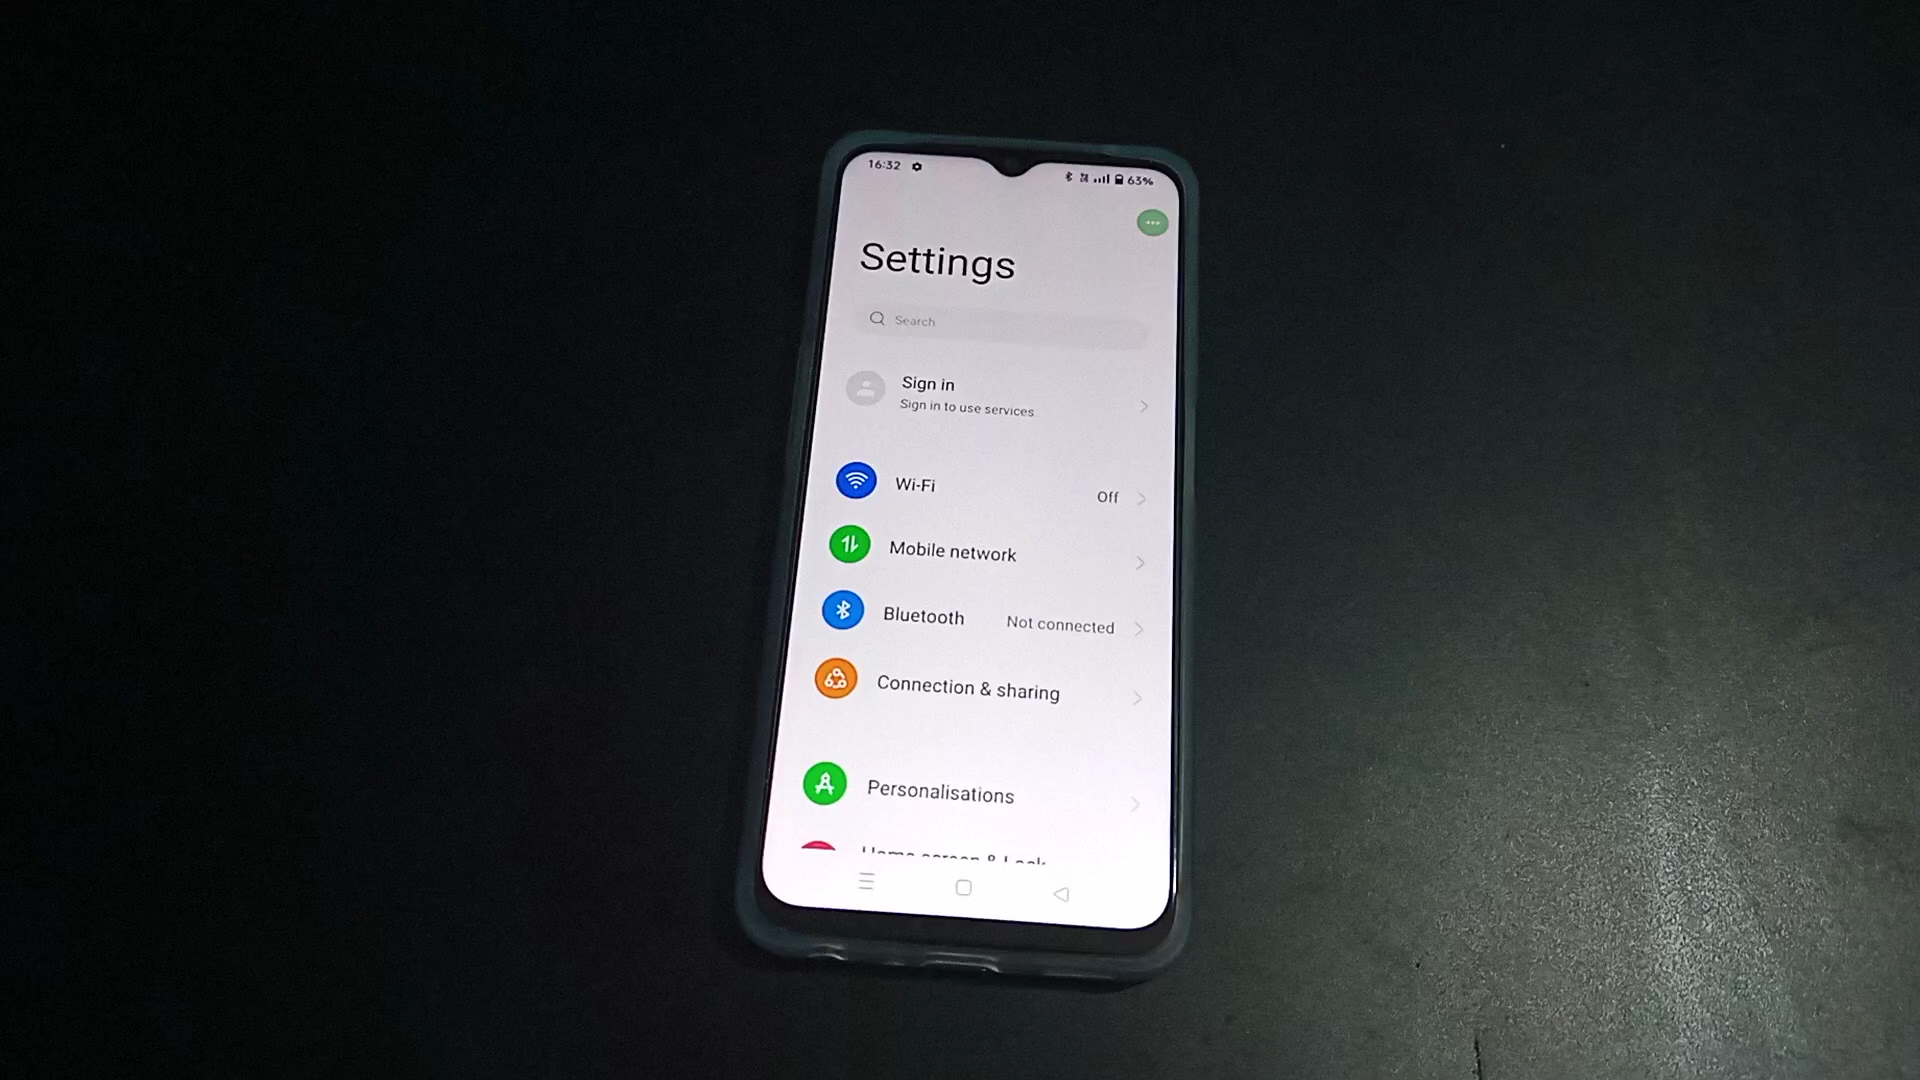 16:32
63%
Settings
Search
Sign in
Sign in to use services
Wi-Fi
Off
Mobile network
Bluetooth
Not connected
Connection & sharing
Personalisations